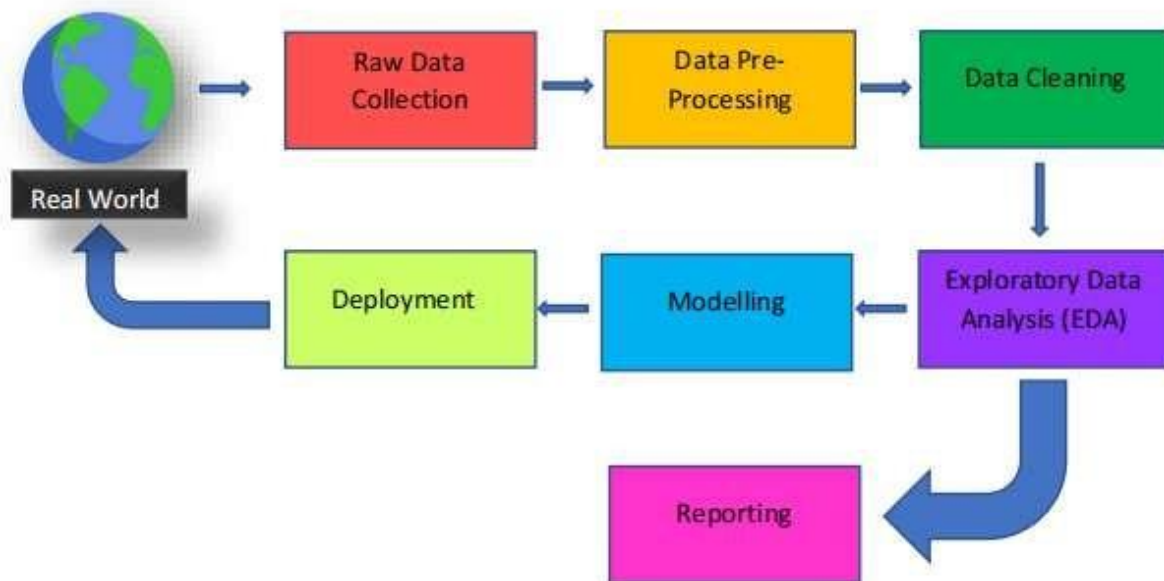 Raw Data
Collection
Data Pre-
Processing
Data Cleaning
Real World
Deployment
Modelling
Exploratory Data
Analysis (EDA)
Reporting